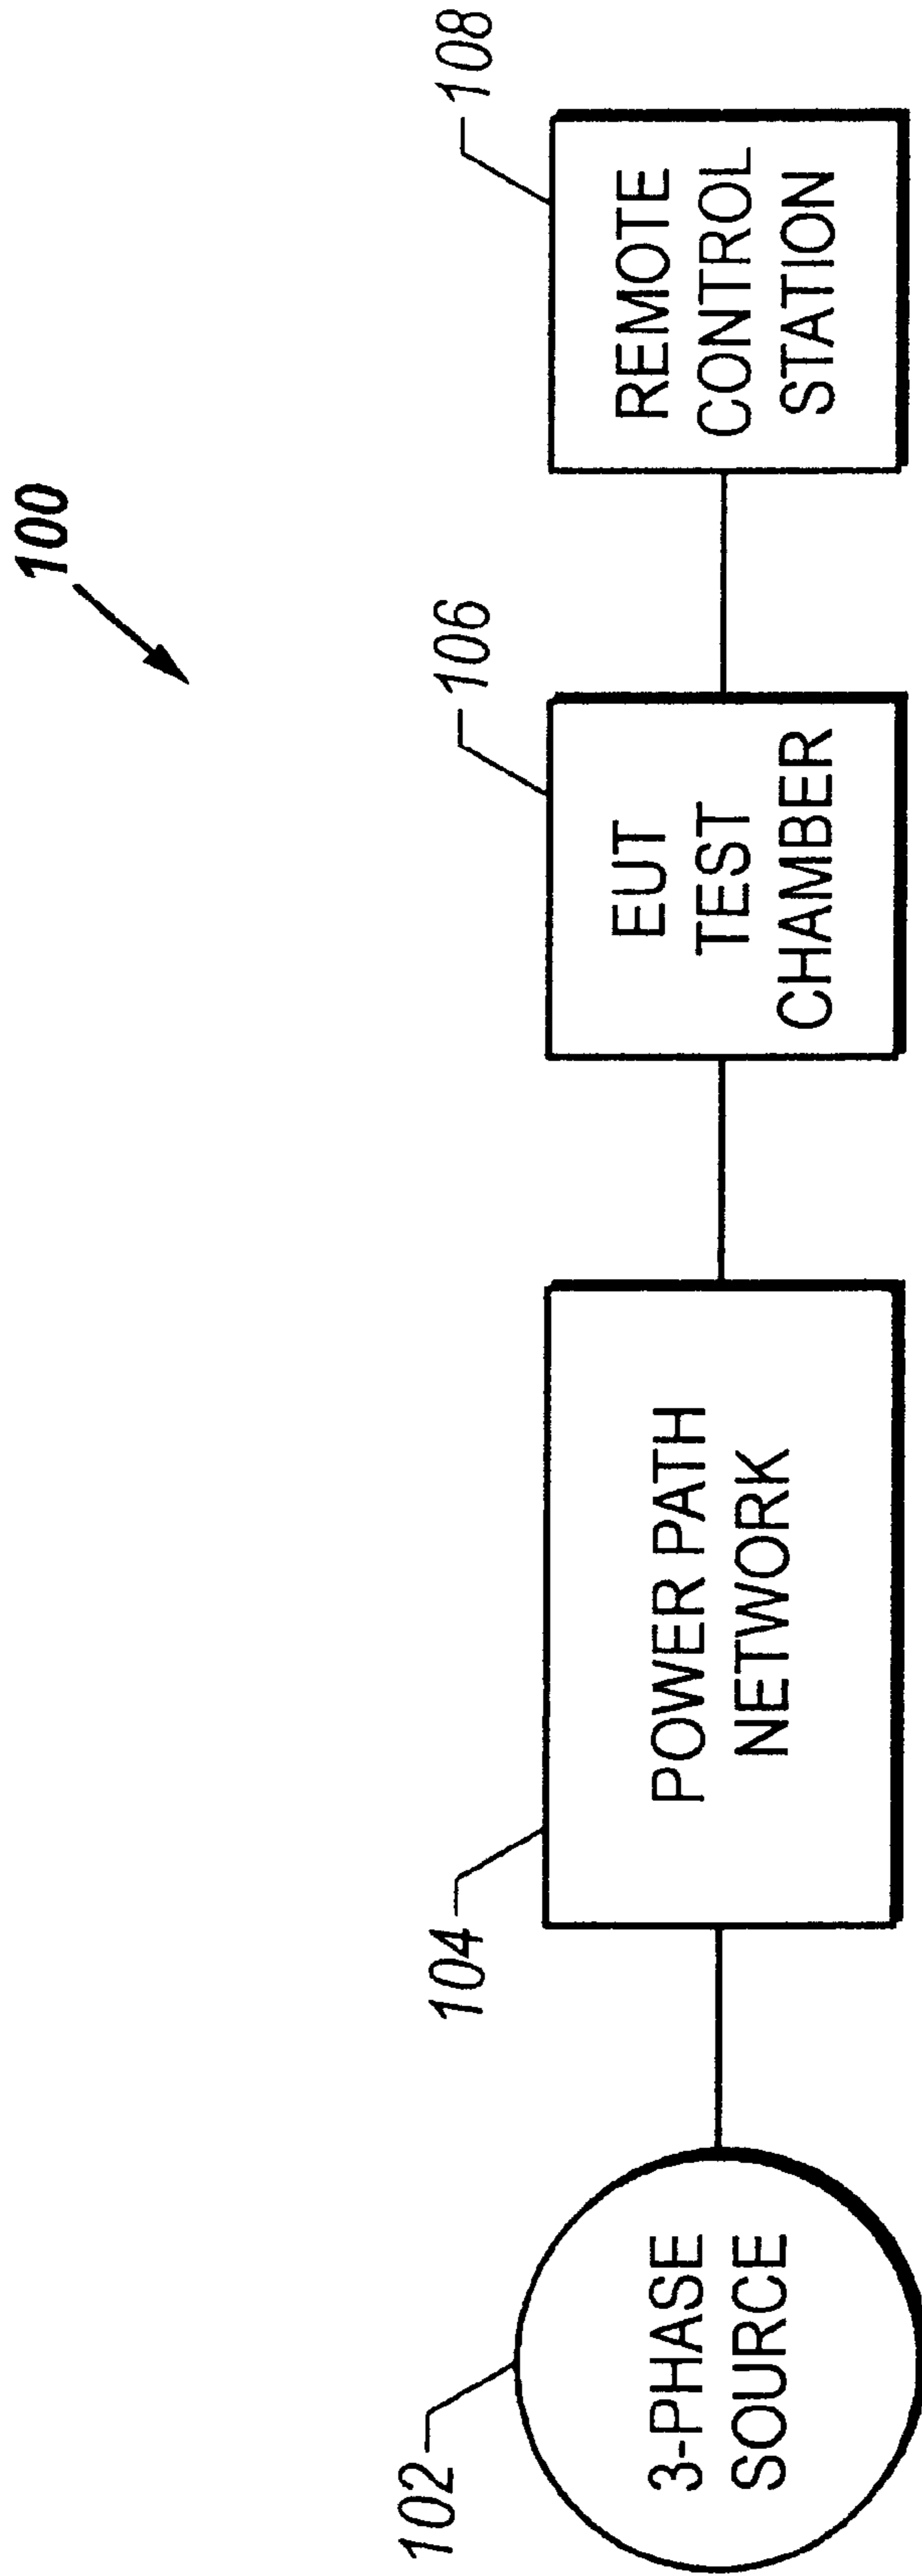 100
102
3-PHASE
SOURCE
104
POWER PATH
NETWORK
106
EUT
TEST
CHAMBER
108
REMOTE
CONTROL
STATION